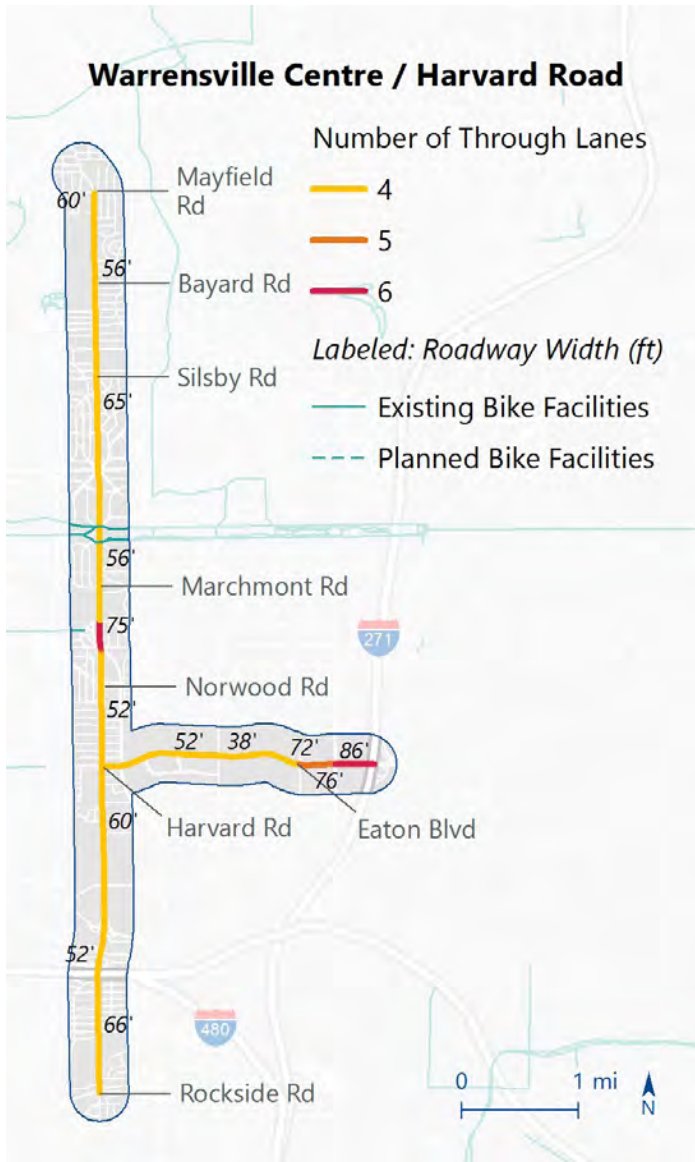 Warrensville Centre / Harvard Road
Number of Through Lanes
4
5
6
Labeled: Roadway Width (ft)
Existing Bike Facilities
Planned Bike Facilities
Mayfield
Rd
60'
56'
Bayard Rd
Silsby Rd
65'
56'
Marchmont Rd
75'
271
Norwood Rd
52'
52'
38'
72'
86'
76'
Harvard Rd
Eaton Blvd
60'
52'
66'
480
Rockside Rd
0
1 mi
N